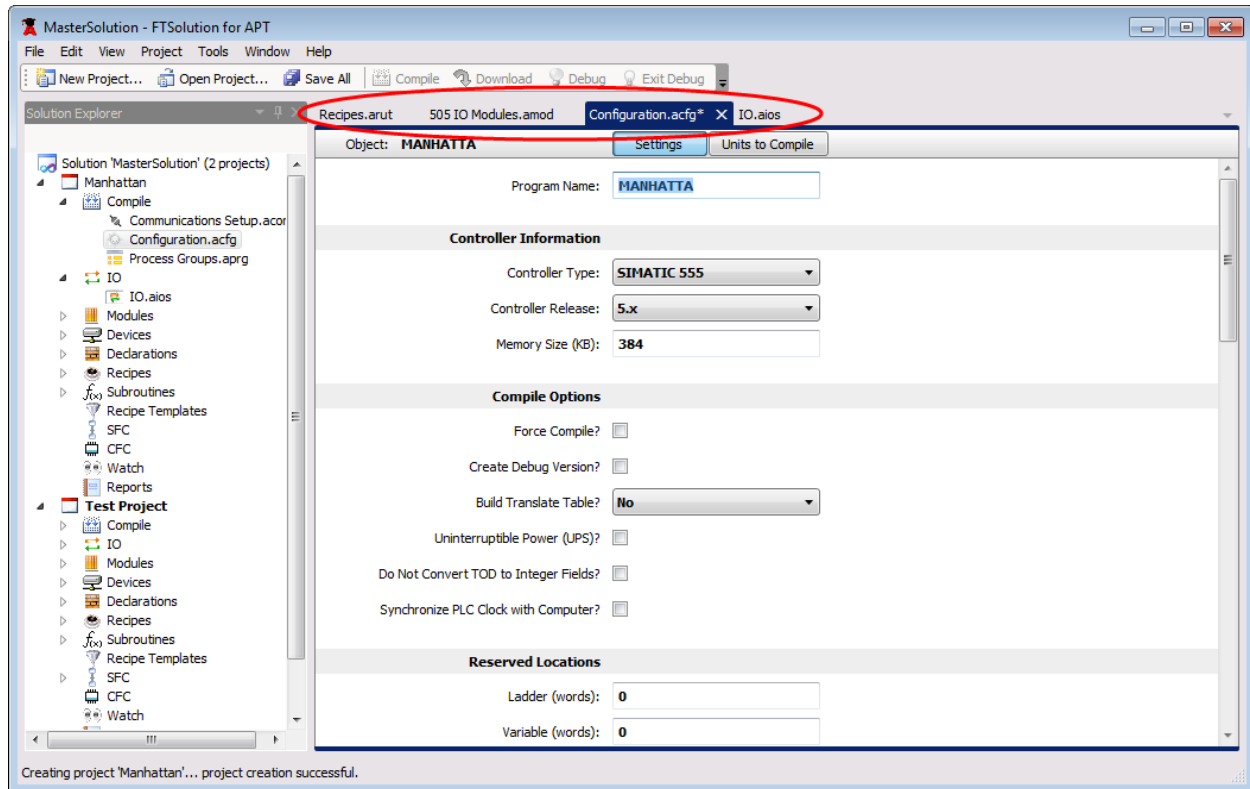 MasterSolution - FTSolution for APT
File Edit View Project Tools Window Help
New Project... Open Project... Save All Compile Download Debug Exit Debug
Solution Explorer
Recipes.arut 505 IO Modules.amod Configuration.acfg* IO.aios
Object: MANHATTA Settings Units to Compile
Solution 'MasterSolution' (2 projects)
Manhattan
Compile
Communications Setup.acor
Configuration.acfg
Process Groups.aprg
IO
IO.aios
Modules
Devices
Declarations
Recipes
f(x) Subroutines
Recipe Templates
SFC
CFC
Watch
Reports
Test Project
Compile
IO
Modules
Devices
Declarations
Recipes
f(x) Subroutines
Recipe Templates
SFC
CFC
Watch
Program Name: MANHATTA
Controller Information
Controller Type: SIMATIC 555
Controller Release: 5.x
Memory Size (KB): 384
Compile Options
Force Compile?
Create Debug Version?
Build Translate Table? No
Uninterruptible Power (UPS)?
Do Not Convert TOD to Integer Fields?
Synchronize PLC Clock with Computer?
Reserved Locations
Ladder (words): 0
Variable (words): 0
Creating project 'Manhattan'... project creation successful.